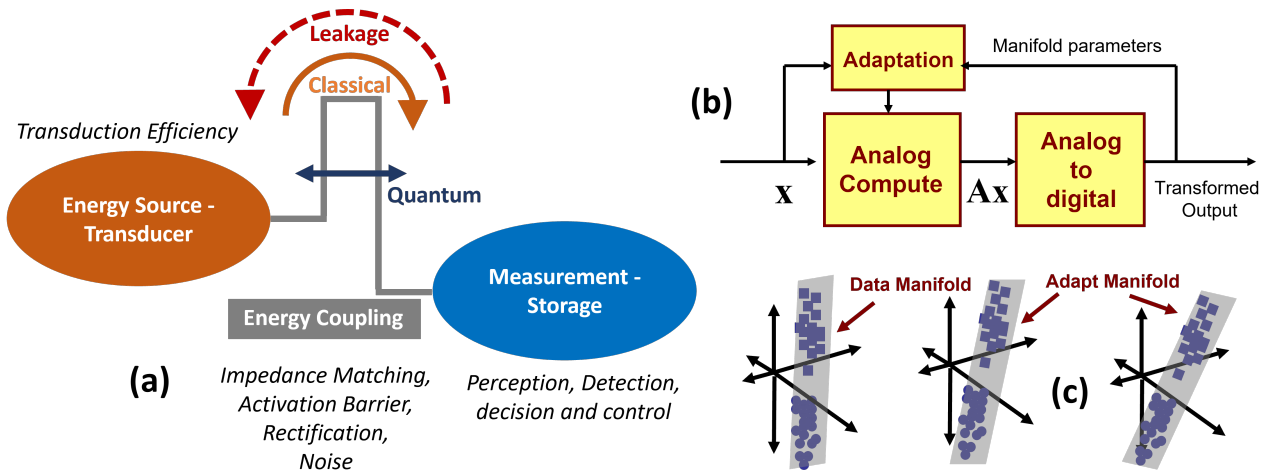 Leakage
Classical
Transduction Efficiency
Energy Source -
Transducer
Quantum
Measurement -
Storage
Energy Coupling
(a)
Impedance Matching,
Activation Barrier,
Rectification,
Noise
Perception, Detection,
decision and control
(b)
Adaptation
Manifold parameters
Analog
Compute
Analog
to
digital
x
Ax
Transformed
Output
Data Manifold
Adapt Manifold
(c)